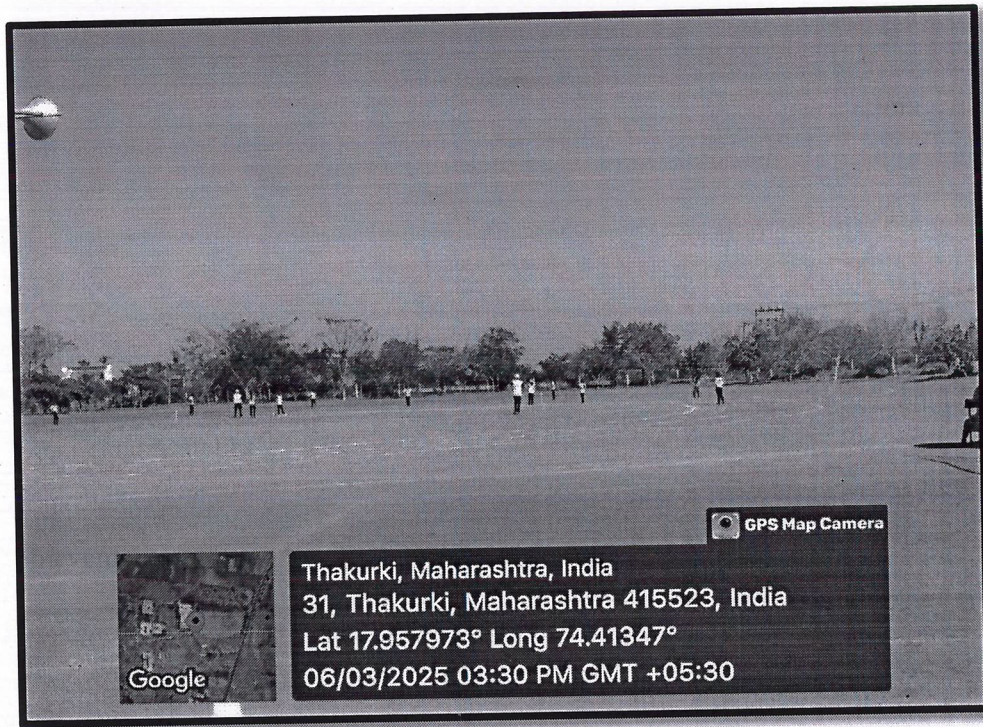 GPS Map Camera
Thakurki, Maharashtra, India
31, Thakurki, Maharashtra 415523, India
Lat 17.957973° Long 74.41347°
06/03/2025 03:30 PM GMT +05:30
Google